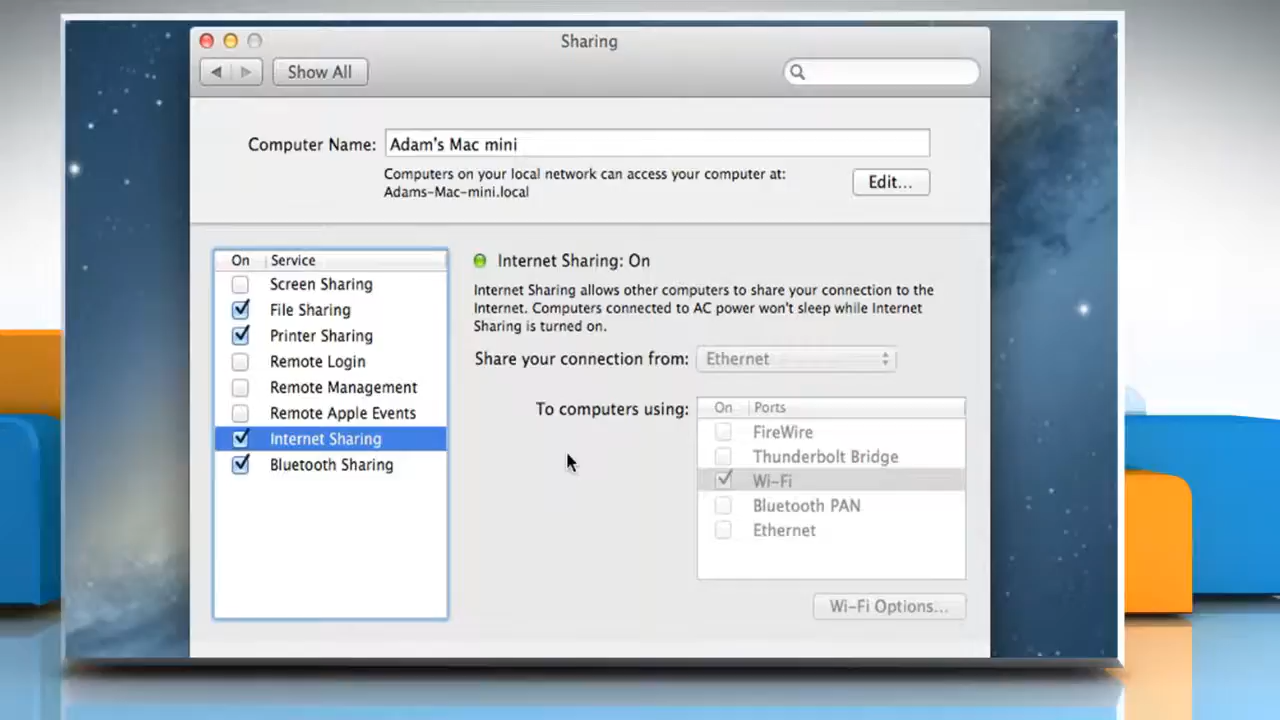 Sharing
Show All
Computer Name: Adam's Mac mini
Computers on your local network can access your computer at:
Adams-Mac-mini.local
Edit...
On Service
Screen Sharing
File Sharing
Printer Sharing
Remote Login
Remote Management
Remote Apple Events
Internet Sharing
Bluetooth Sharing
Internet Sharing: On
Internet Sharing allows other computers to share your connection to the
Internet. Computers connected to AC power won't sleep while Internet
Sharing is turned on.
Share your connection from: Ethernet
To computers using:
On Ports
FireWire
Thunderbolt Bridge
Wi-Fi
Bluetooth PAN
Ethernet
Wi-Fi Options...